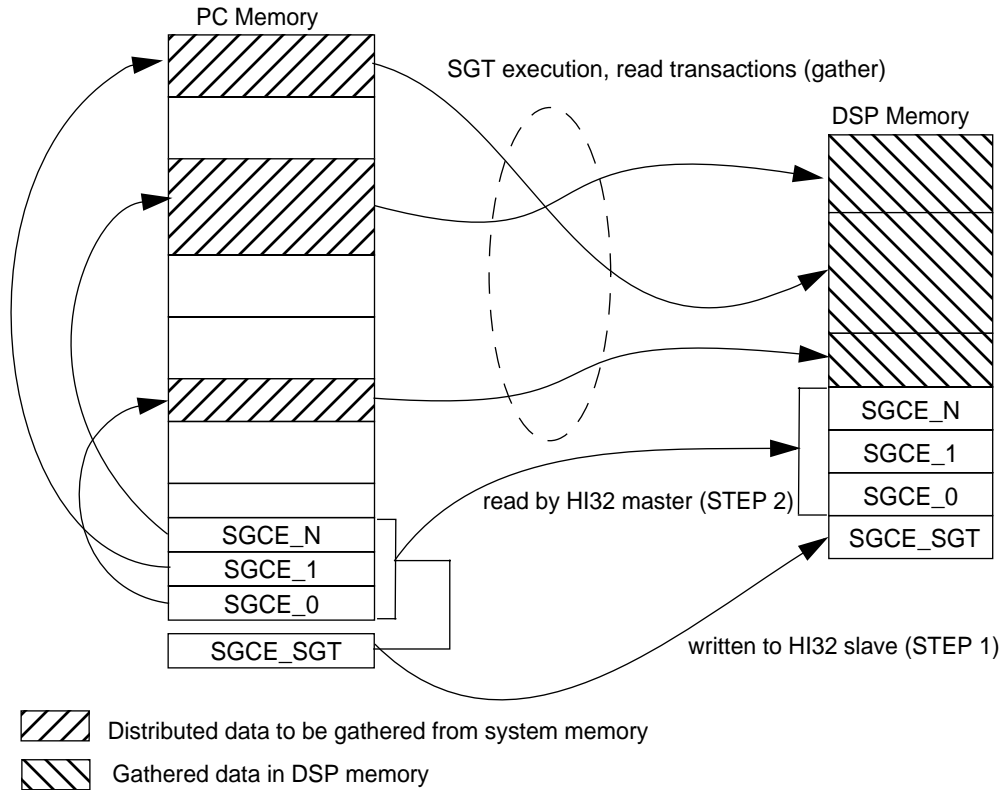 PC Memory
SGT execution, read transactions (gather)
DSP Memory
SGCE_N
SGCE_1
SGCE_0
SGCE_SGT
read by HI32 master (STEP 2)
SGCE_N
SGCE_1
SGCE_0
SGCE_SGT
written to HI32 slave (STEP 1)
Distributed data to be gathered from system memory
Gathered data in DSP memory